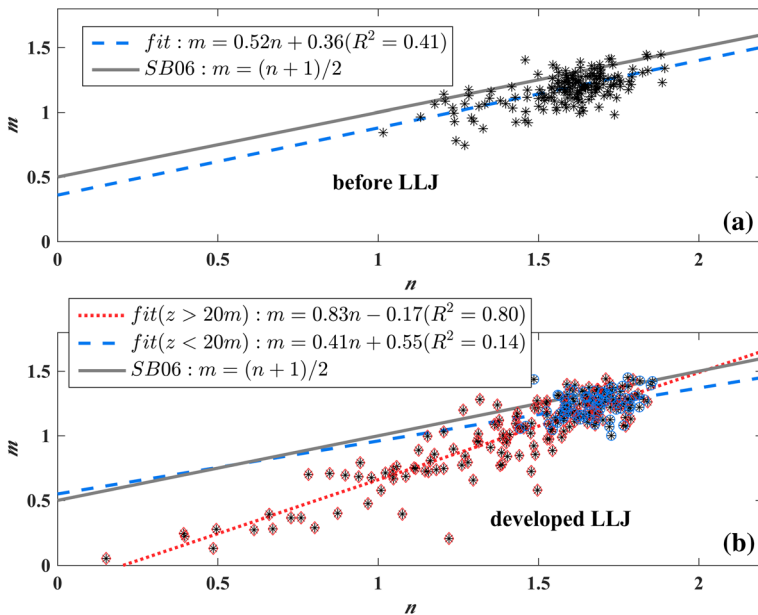 fit : m = 0.52n + 0.36(R² = 0.41)
SB06 : m = (n + 1)/2
1.5
1
0.5
0
m
before LLJ
(a)
0 0.5 1 1.5 2
n
fit(z > 20m) : m = 0.83n − 0.17(R² = 0.80)
fit(z < 20m) : m = 0.41n + 0.55(R² = 0.14)
SB06 : m = (n + 1)/2
1.5
1
0.5
0
m
developed LLJ
(b)
0 0.5 1 1.5 2
n